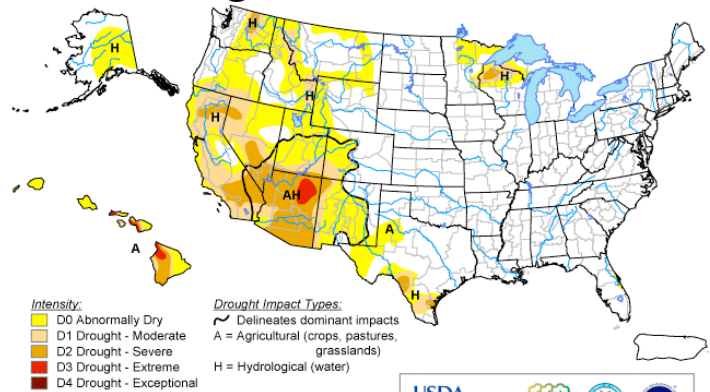 H
H
H
H
H
AH
A
A
H
Intensity:
D0 Abnormally Dry
D1 Drought - Moderate
D2 Drought - Severe
D3 Drought - Extreme
D4 Drought - Exceptional
Drought Impact Types:
Delineates dominant impacts
A = Agricultural (crops, pastures,
grasslands)
H = Hydrological (water)
USDA